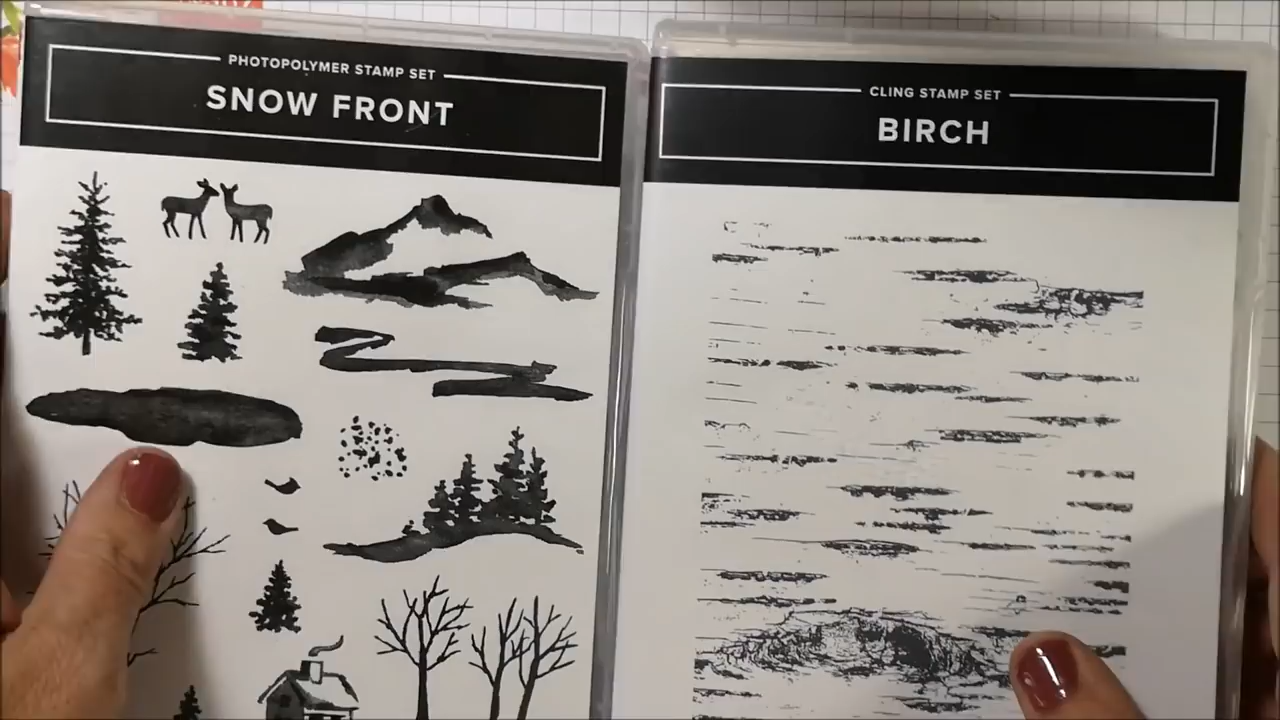 PHOTOPOLYMER STAMP SET
SNOW FRONT
CLING STAMP SET
BIRCH